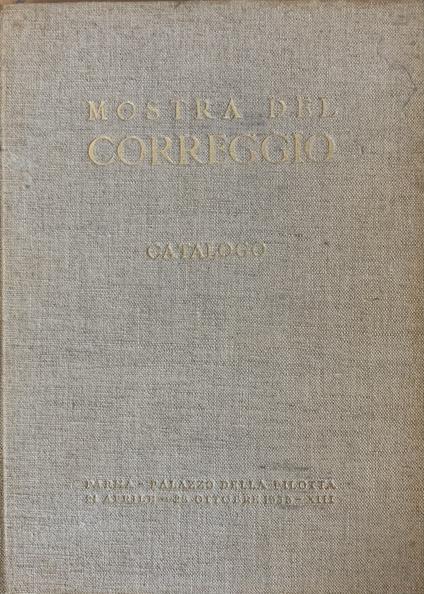 MOSTRA DEL
CORREGGIO
CATALOGO
PARMA - PALAZZO DELLA PILOTTA
21 APRILE - 28 OTTOBRE 1935 - XIII